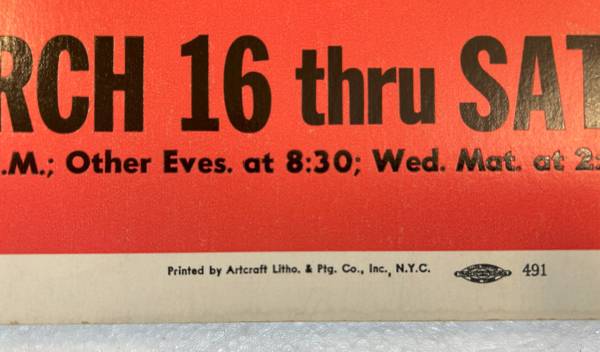 RCH 16 thru SAT
.M.; Other Eves. at 8:30; Wed. Mat. at 2:
Printed by Artcraft Litho. & Ptg. Co., Inc., N.Y.C. 491